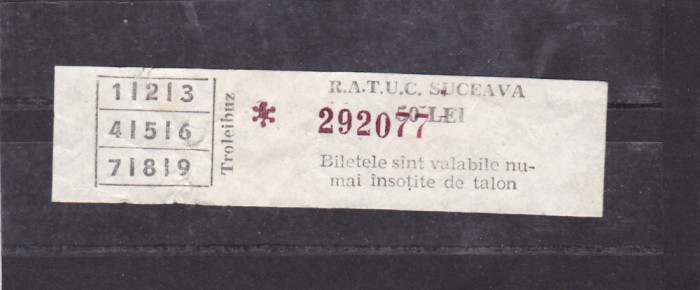 1|2|3
4|5|6
7|8|9
Troleibuz
R.A.T.U.C. SUCEAVA
50 LEI
* 292077
Biletele sînt valabile nu-
mai însoțite de talon